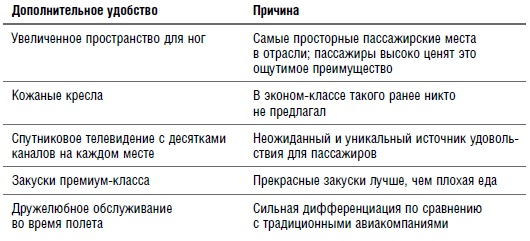 Дополнительное удобство
Причина
Увеличенное пространство для ног
Самые просторные пассажирские места
в отрасли; пассажиры высоко ценят это
ощутимое преимущество
Кожаные кресла
В эконом-классе такого ранее никто
не предлагал
Спутниковое телевидение с десятками
каналов на каждом месте
Неожиданный и уникальный источник удоволь-
ствия для пассажиров
Закуски премиум-класса
Прекрасные закуски лучше, чем плохая еда
Дружелюбное обслуживание
во время полета
Сильная дифференциация по сравнению
с традиционными авиакомпаниями